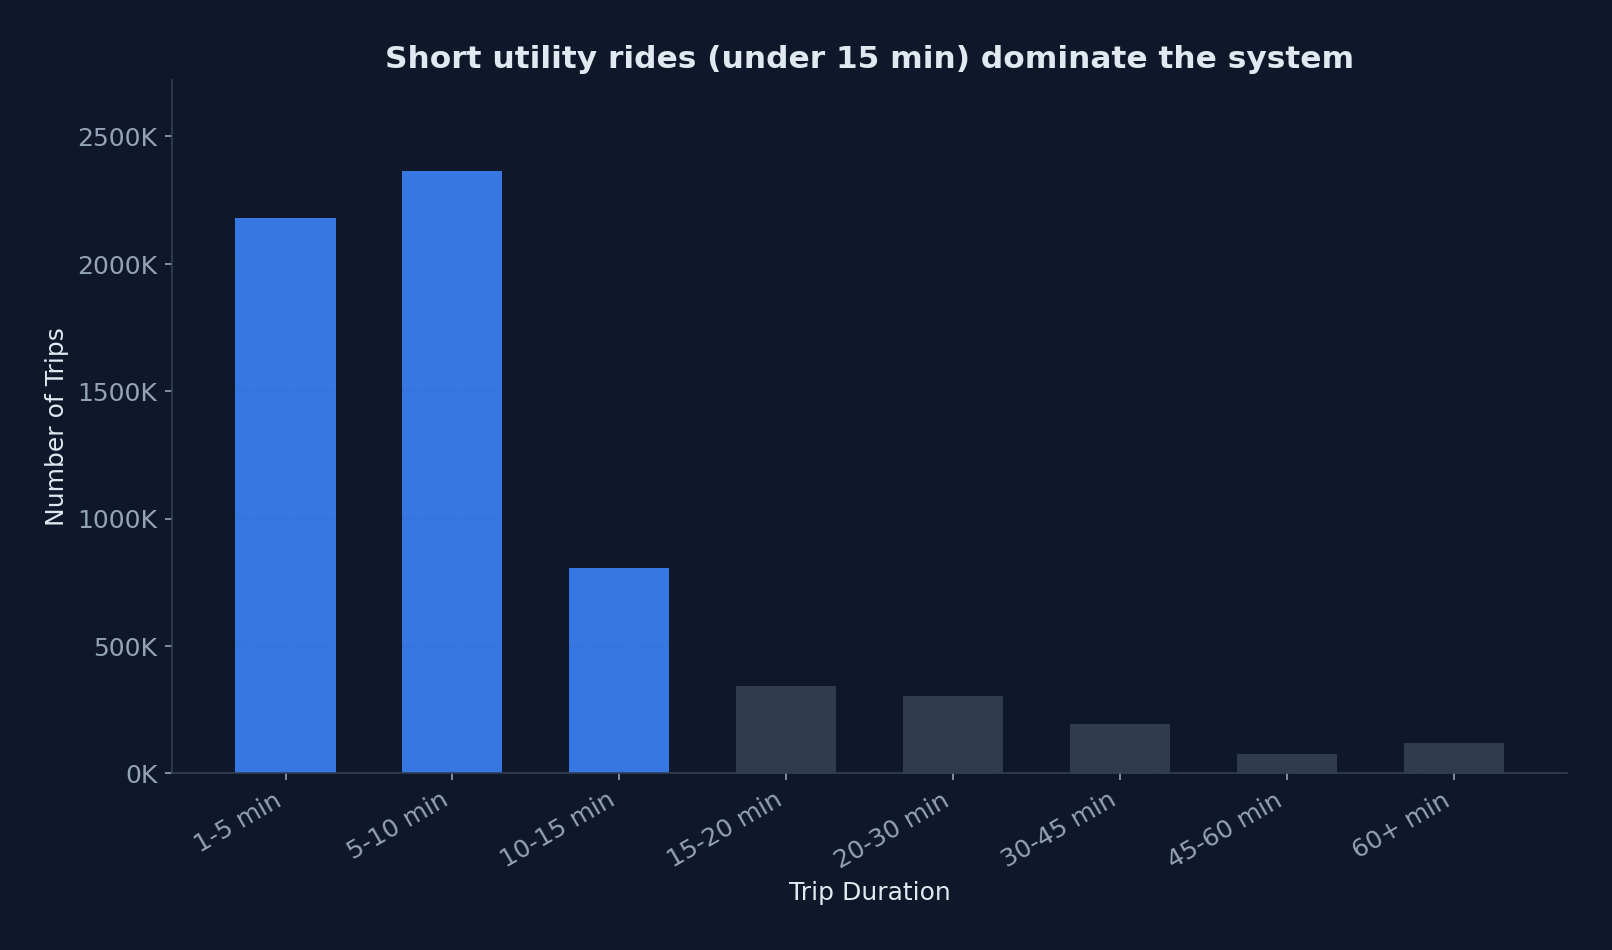 Short utility rides (under 15 min) dominate the system
Number of Trips
2500K
2000K
1500K
1000K
500K
0K
1-5 min
5-10 min
10-15 min
15-20 min
20-30 min
30-45 min
45-60 min
60+ min
Trip Duration